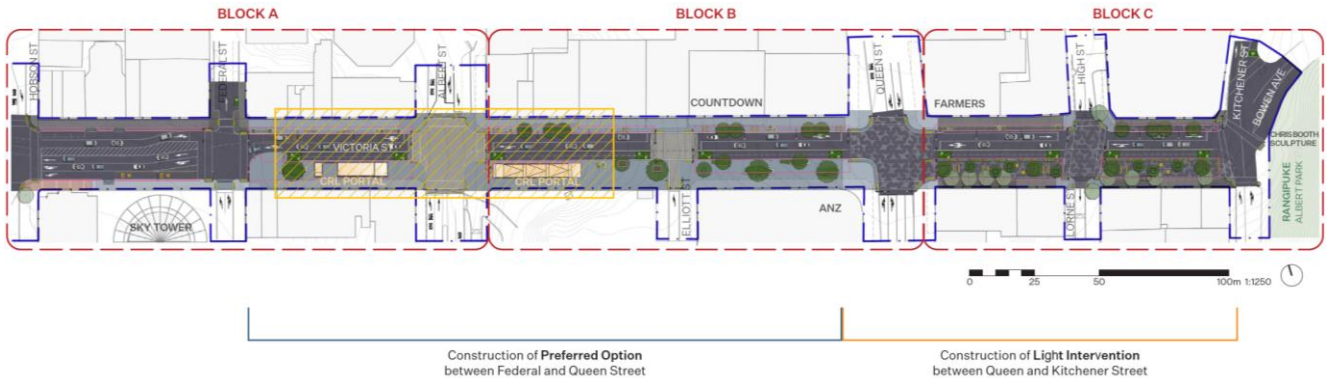 BLOCK A
BLOCK B
BLOCK C
HOBSON ST
FEDERAL ST
ALBERT ST
QUEEN ST
HIGH ST
KITCHENER ST
BOWEN AVE
COUNTDOWN
FARMERS
VICTORIA ST
CHRIS BOOTH
SCULPTURE
CRL PORTAL
CRL PORTAL
SKY TOWER
ELLIOTT ST
ANZ
LORNE ST
RANGIPUKE
ALBERT PARK
0 25 50 100m 1:1250
Construction of Preferred Option
between Federal and Queen Street
Construction of Light Intervention
between Queen and Kitchener Street